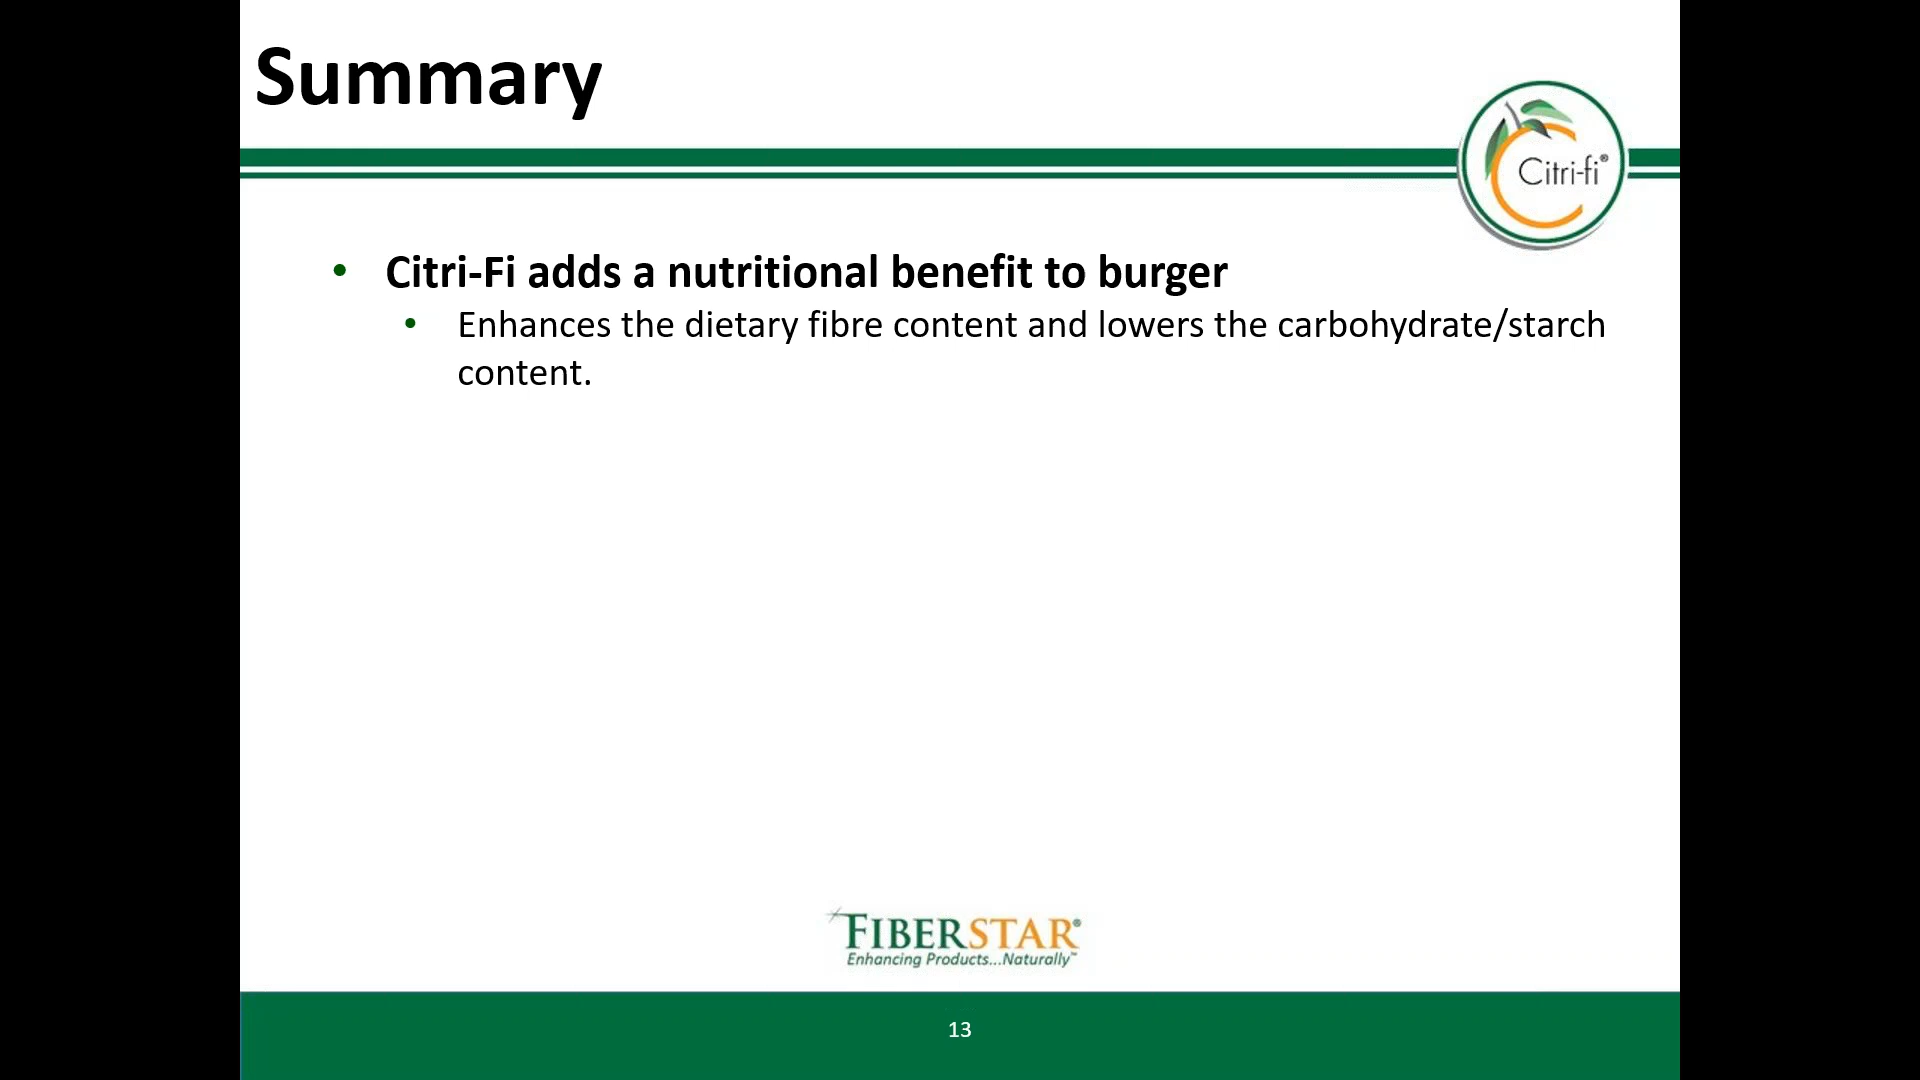 Summary
Citri-fi®
• Citri-Fi adds a nutritional benefit to burger
• Enhances the dietary fibre content and lowers the carbohydrate/starch
content.
FIBERSTAR®
Enhancing Products...Naturally™
13